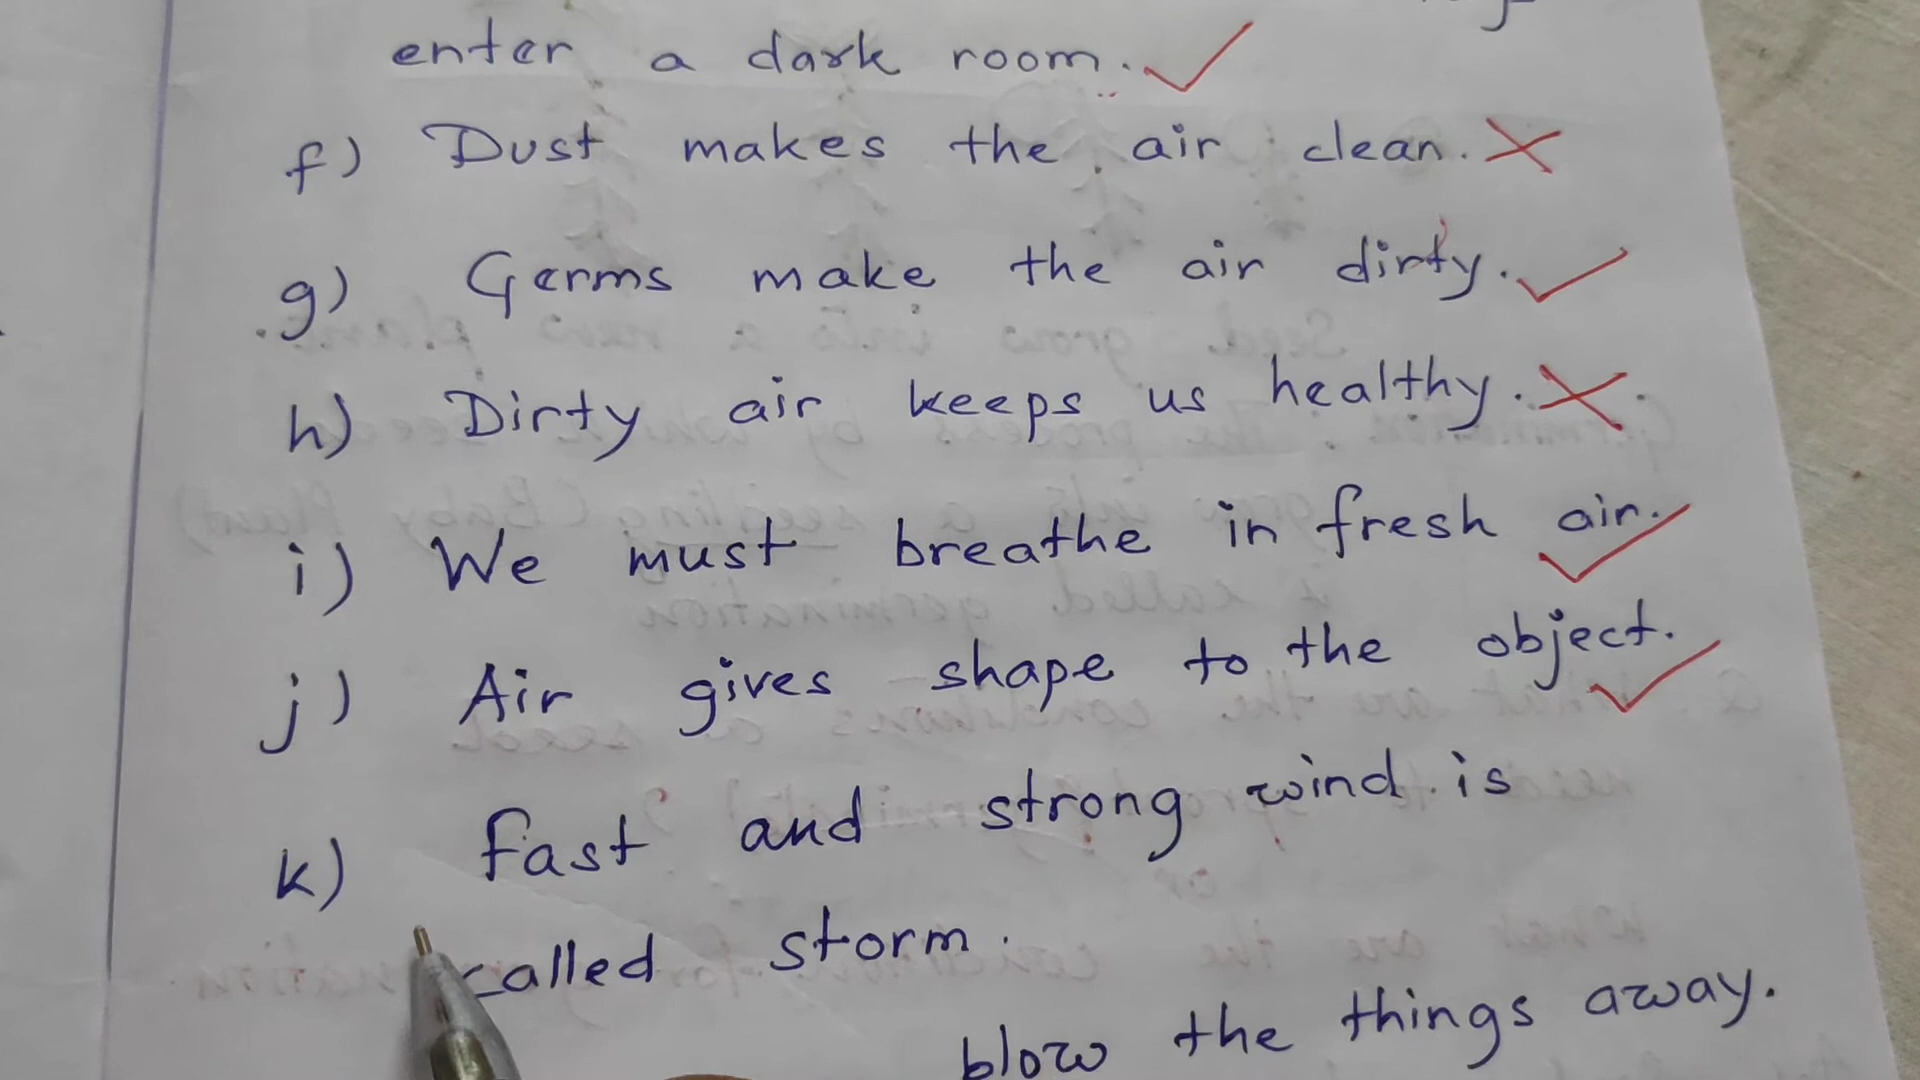 enter a dark room.
f) Dust makes the air clean.
g) Germs make the air dirty.
h) Dirty air keeps us healthy.
i) We must breathe in fresh air.
j) Air gives shape to the object.
k) Fast and strong wind is
called storm.
blow the things away.